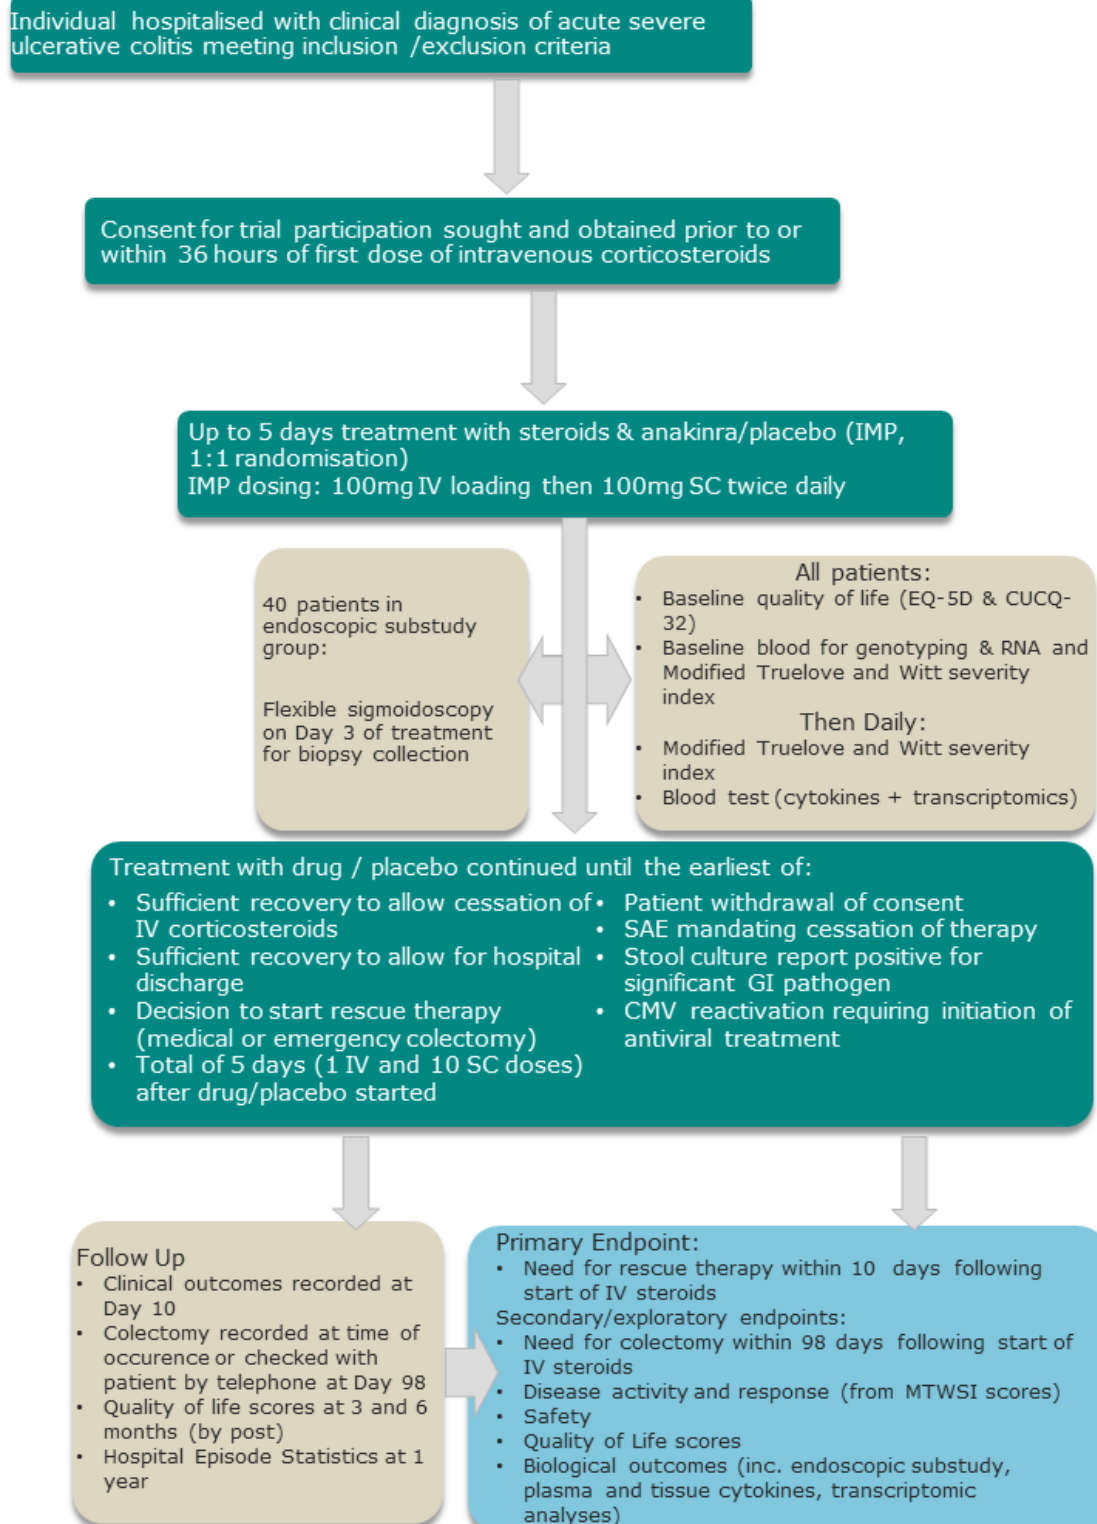 Individual hospitalised with clinical diagnosis of acute severe
ulcerative colitis meeting inclusion /exclusion criteria
Consent for trial participation sought and obtained prior to or
within 36 hours of first dose of intravenous corticosteroids
Up to 5 days treatment with steroids & anakinra/placebo (IMP,
1:1 randomisation)
IMP dosing: 100mg IV loading then 100mg SC twice daily
40 patients in
endoscopic substudy
group:
Flexible sigmoidoscopy
on Day 3 of treatment
for biopsy collection
All patients:
• Baseline quality of life (EQ-5D & CUCQ-
32)
• Baseline blood for genotyping & RNA and
Modified Truelove and Witt severity
index
Then Daily:
• Modified Truelove and Witt severity
index
• Blood test (cytokines + transcriptomics)
Treatment with drug / placebo continued until the earliest of:
• Sufficient recovery to allow cessation of
IV corticosteroids
• Sufficient recovery to allow for hospital
discharge
• Decision to start rescue therapy
(medical or emergency colectomy)
• Total of 5 days (1 IV and 10 SC doses)
after drug/placebo started
• Patient withdrawal of consent
• SAE mandating cessation of therapy
• Stool culture report positive for
significant GI pathogen
• CMV reactivation requiring initiation of
antiviral treatment
Follow Up
• Clinical outcomes recorded at
Day 10
• Colectomy recorded at time of
occurence or checked with
patient by telephone at Day 98
• Quality of life scores at 3 and 6
months (by post)
• Hospital Episode Statistics at 1
year
Primary Endpoint:
• Need for rescue therapy within 10 days following
start of IV steroids
Secondary/exploratory endpoints:
• Need for colectomy within 98 days following start of
IV steroids
• Disease activity and response (from MTWSI scores)
• Safety
• Quality of Life scores
• Biological outcomes (inc. endoscopic substudy,
plasma and tissue cytokines, transcriptomic
analyses)